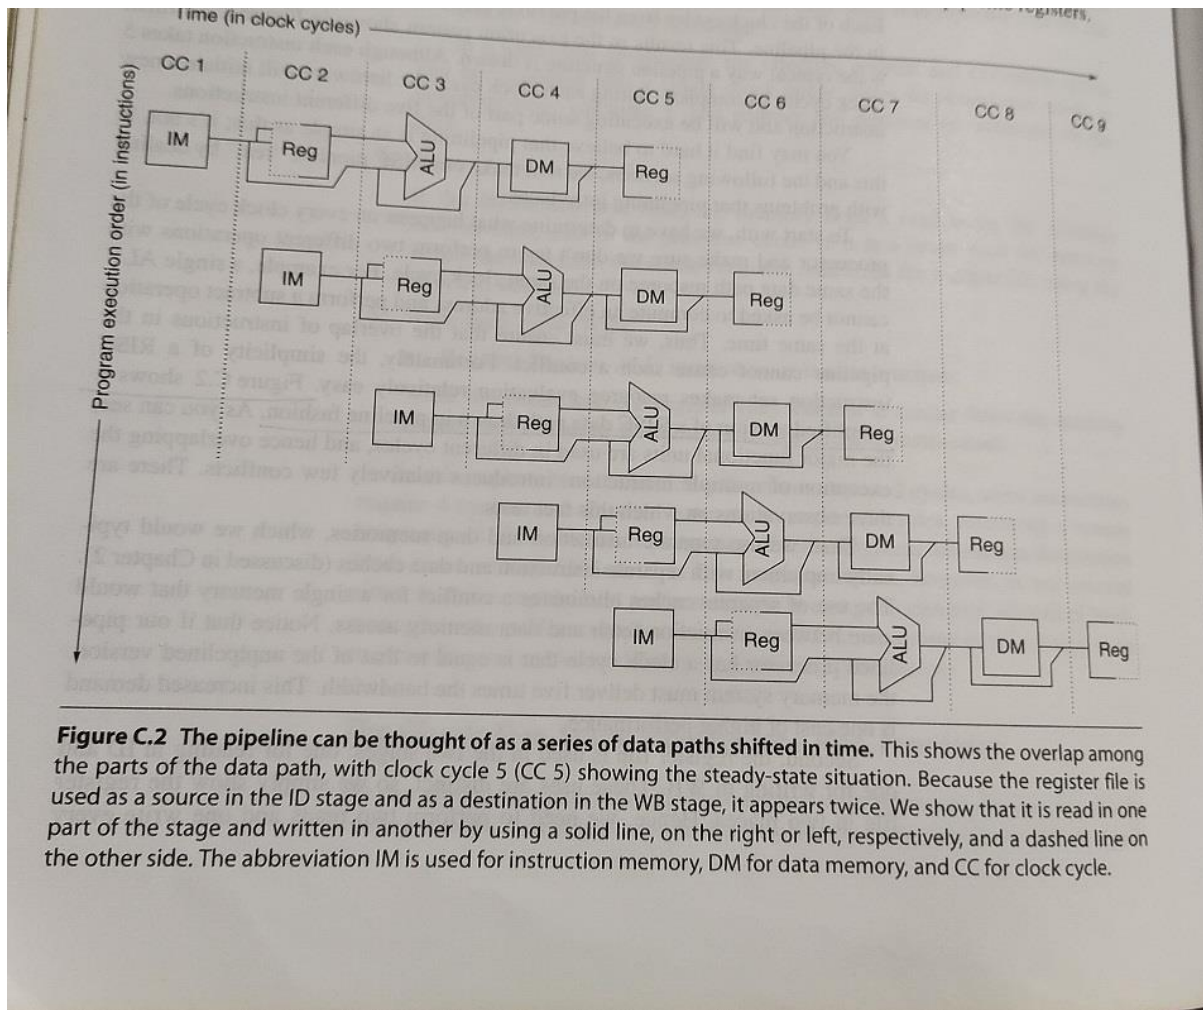 registers,
Time (in clock cycles)
CC 1 CC 2 CC 3 CC 4 CC 5 CC 6 CC 7 CC 8 CC 9
Program execution order (in instructions)
IM Reg ALU DM Reg
IM Reg ALU DM Reg
IM Reg ALU DM Reg
IM Reg ALU DM Reg
IM Reg ALU DM Reg
Figure C.2 The pipeline can be thought of as a series of data paths shifted in time. This shows the overlap among
the parts of the data path, with clock cycle 5 (CC 5) showing the steady-state situation. Because the register file is
used as a source in the ID stage and as a destination in the WB stage, it appears twice. We show that it is read in one
part of the stage and written in another by using a solid line, on the right or left, respectively, and a dashed line on
the other side. The abbreviation IM is used for instruction memory, DM for data memory, and CC for clock cycle.